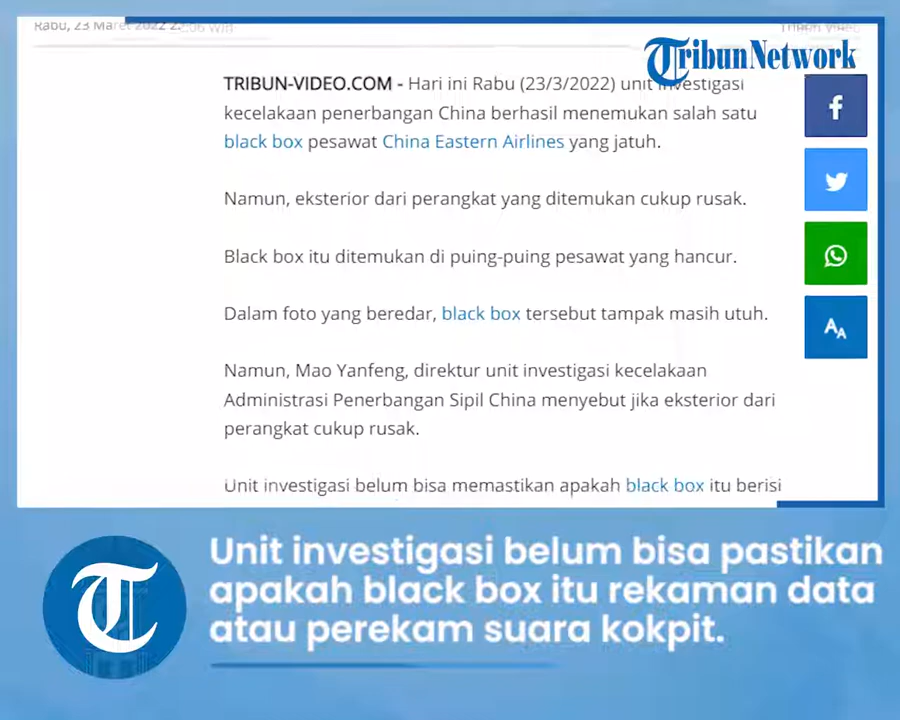 Rabu, 23 Maret 2022 22:06 WIB
Tribun Video
TribunNetwork
TRIBUN-VIDEO.COM - Hari ini Rabu (23/3/2022) unit investigasi
kecelakaan penerbangan China berhasil menemukan salah satu
black box pesawat China Eastern Airlines yang jatuh.
Namun, eksterior dari perangkat yang ditemukan cukup rusak.
Black box itu ditemukan di puing-puing pesawat yang hancur.
Dalam foto yang beredar, black box tersebut tampak masih utuh.
Namun, Mao Yanfeng, direktur unit investigasi kecelakaan
Administrasi Penerbangan Sipil China menyebut jika eksterior dari
perangkat cukup rusak.
Unit investigasi belum bisa memastikan apakah black box itu berisi
Unit investigasi belum bisa pastikan
apakah black box itu rekaman data
atau perekam suara kokpit.